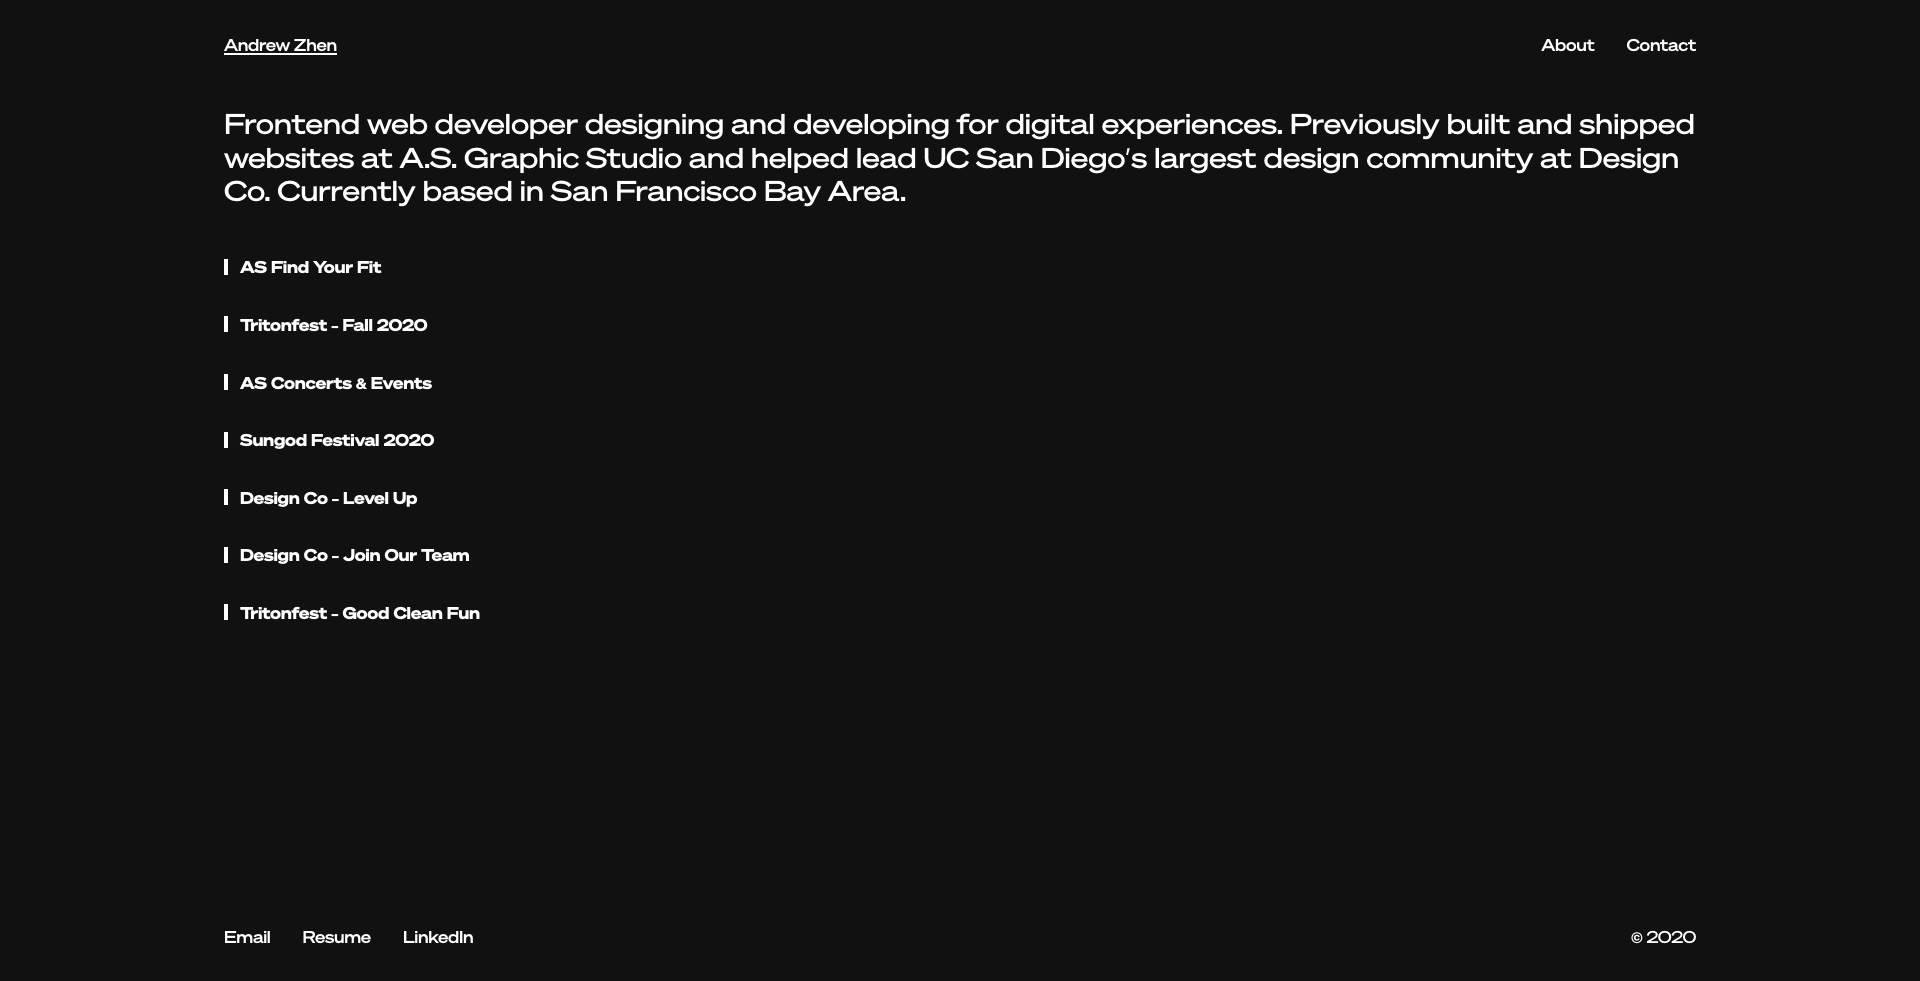 Andrew Zhen
About
Contact
Frontend web developer designing and developing for digital experiences. Previously built and shipped
websites at A.S. Graphic Studio and helped lead UC San Diego's largest design community at Design
Co. Currently based in San Francisco Bay Area.
AS Find Your Fit
Tritonfest - Fall 2020
AS Concerts & Events
Sungod Festival 2020
Design Co - Level Up
Design Co - Join Our Team
Tritonfest - Good Clean Fun
Email
Resume
LinkedIn
© 2020